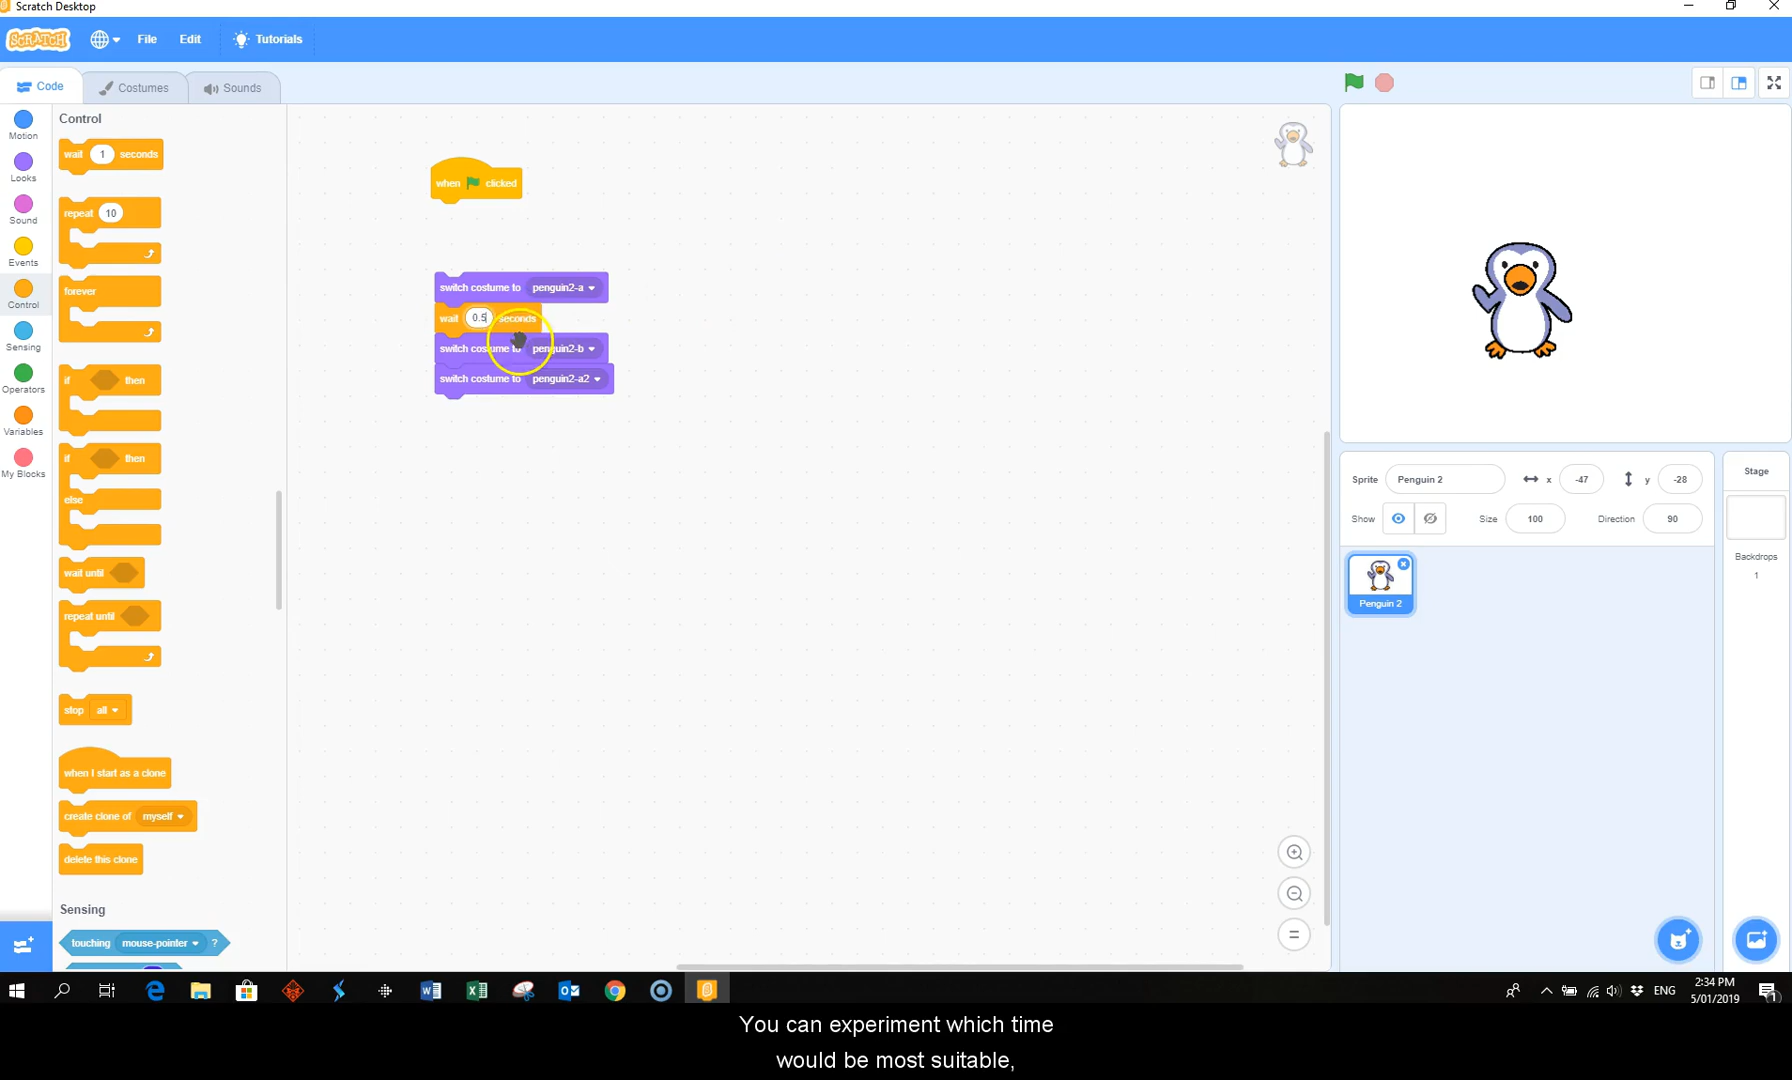 Scratch Desktop
SCRATCH File Edit Tutorials
Code Costumes Sounds
Motion
Looks
Sound
Events
Control
Sensing
Operators
Variables
My Blocks
Control
wait 1 seconds
repeat 10
forever
if then
if then
else
wait until
repeat until
stop all
when I start as a clone
create clone of myself
delete this clone
Sensing
touching mouse-pointer ?
when clicked
switch costume to penguin2-a
wait 0.5 seconds
switch costume to penguin2-b
switch costume to penguin2-a2
Sprite Penguin 2 x -47 y -28
Show Size 100 Direction 90
Penguin 2
Stage
Backdrops
1
ENG
2:34 PM
5/01/2019
1
You can experiment which time
would be most suitable,